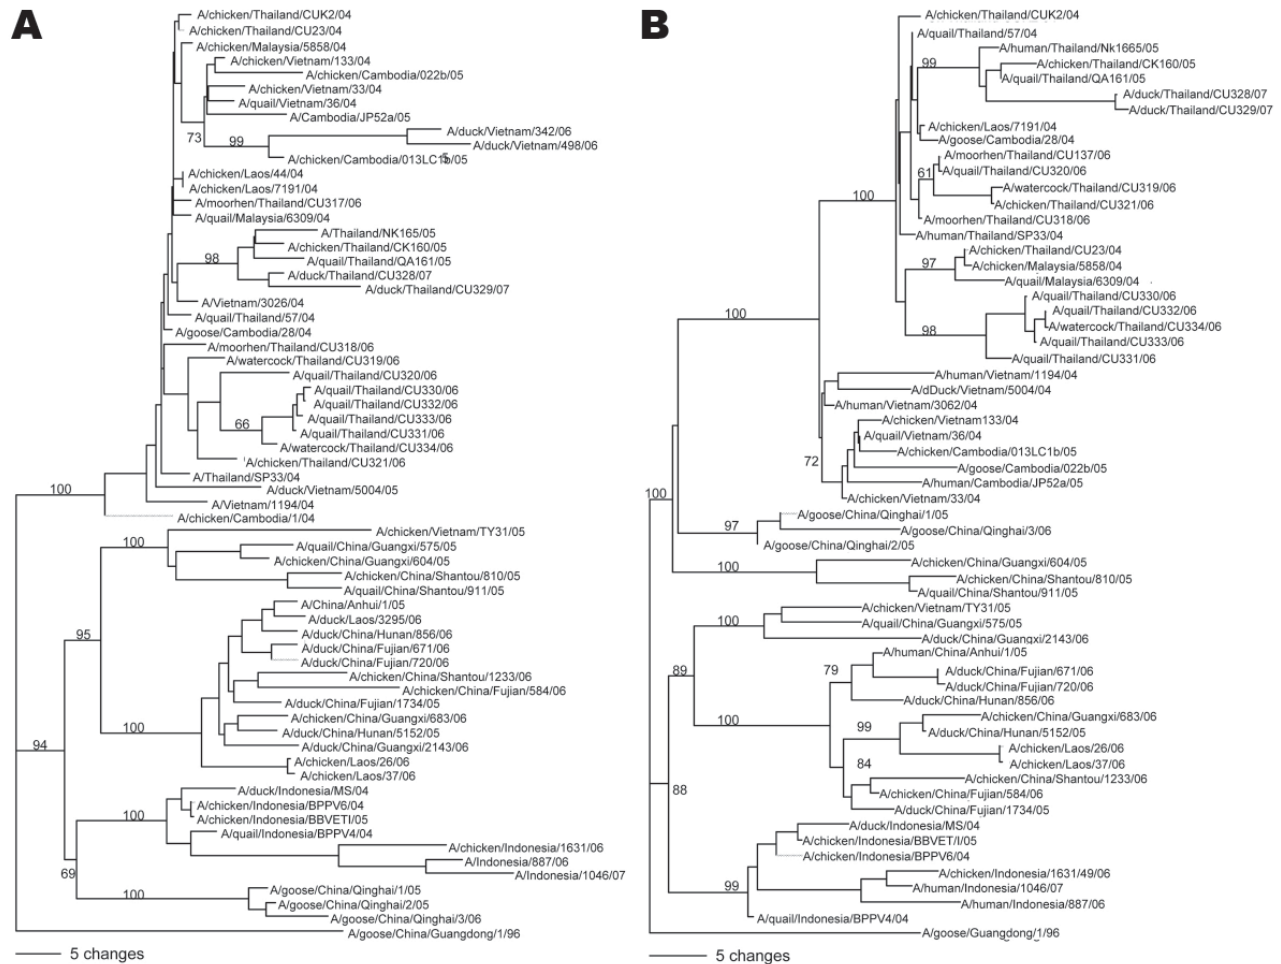 A
A/chicken/Thailand/CUK2/04
A/chicken/Thailand/CU23/04
A/chicken/Malaysia/5858/04
A/chicken/Vietnam/133/04
A/chicken/Cambodia/022b/05
A/chicken/Vietnam/33/04
A/quail/Vietnam/36/04
A/Cambodia/JP52a/05
73
99
A/duck/Vietnam/342/06
A/duck/Vietnam/498/06
A/chicken/Cambodia/013LC1b/05
A/chicken/Laos/44/04
A/chicken/Laos/7191/04
A/moorhen/Thailand/CU317/06
A/quail/Malaysia/6309/04
A/Thailand/NK165/05
A/chicken/Thailand/CK160/05
98
A/quail/Thailand/QA161/05
A/duck/Thailand/CU328/07
A/duck/Thailand/CU329/07
A/Vietnam/3026/04
A/quail/Thailand/57/04
A/goose/Cambodia/28/04
A/moorhen/Thailand/CU318/06
A/watercock/Thailand/CU319/06
A/quail/Thailand/CU320/06
A/quail/Thailand/CU330/06
A/quail/Thailand/CU332/06
A/quail/Thailand/CU333/06
66
A/quail/Thailand/CU331/06
A/watercock/Thailand/CU334/06
A/chicken/Thailand/CU321/06
A/Thailand/SP33/04
100
A/duck/Vietnam/5004/05
A/Vietnam/1194/04
A/chicken/Cambodia/1/04
A/chicken/Vietnam/TY31/05
100
A/quail/China/Guangxi/575/05
A/chicken/China/Guangxi/604/05
A/chicken/China/Shantou/810/05
A/quail/China/Shantou/911/05
A/China/Anhui/1/05
A/duck/Laos/3295/06
95
A/duck/China/Hunan/856/06
A/duck/China/Fujian/671/06
A/duck/China/Fujian/720/06
A/chicken/China/Shantou/1233/06
A/chicken/China/Fujian/584/06
A/duck/China/Fujian/1734/05
A/chicken/China/Guangxi/683/06
100
A/duck/China/Hunan/5152/05
94
A/duck/China/Guangxi/2143/06
A/chicken/Laos/26/06
A/chicken/Laos/37/06
A/duck/Indonesia/MS/04
A/chicken/Indonesia/BPPV6/04
100
A/chicken/Indonesia/BBVETI/05
A/quail/Indonesia/BPPV4/04
A/chicken/Indonesia/1631/06
A/Indonesia/887/06
69
A/Indonesia/1046/07
100
A/goose/China/Qinghai/1/05
A/goose/China/Qinghai/2/05
A/goose/China/Qinghai/3/06
A/goose/China/Guangdong/1/96
5 changes
B
A/chicken/Thailand/CUK2/04
A/quail/Thailand/57/04
A/human/Thailand/Nk1665/05
99
A/chicken/Thailand/CK160/05
A/quail/Thailand/QA161/05
A/duck/Thailand/CU328/07
A/duck/Thailand/CU329/07
A/chicken/Laos/7191/04
A/goose/Cambodia/28/04
A/moorhen/Thailand/CU137/06
61
A/quail/Thailand/CU320/06
A/watercock/Thailand/CU319/06
100
A/chicken/Thailand/CU321/06
A/moorhen/Thailand/CU318/06
A/human/Thailand/SP33/04
A/chicken/Thailand/CU23/04
97
A/chicken/Malaysia/5858/04
A/quail/Malaysia/6309/04
A/quail/Thailand/CU330/06
A/quail/Thailand/CU332/06
100
A/watercock/Thailand/CU334/06
98
A/quail/Thailand/CU333/06
A/quail/Thailand/CU331/06
A/human/Vietnam/1194/04
A/dDuck/Vietnam/5004/04
A/human/Vietnam/3062/04
A/chicken/Vietnam133/04
A/quail/Vietnam/36/04
A/chicken/Cambodia/013LC1b/05
72
A/goose/Cambodia/022b/05
A/human/Cambodia/JP52a/05
100
A/chicken/Vietnam/33/04
A/goose/China/Qinghai/1/05
97
A/goose/China/Qinghai/3/06
A/goose/China/Qinghai/2/05
A/chicken/China/Guangxi/604/05
100
A/chicken/China/Shantou/810/05
A/quail/China/Shantou/911/05
A/chicken/Vietnam/TY31/05
100
A/quail/China/Guangxi/575/05
A/duck/China/Guangxi/2143/06
A/human/China/Anhui/1/05
89
79
A/duck/China/Fujian/671/06
A/duck/China/Fujian/720/06
A/duck/China/Hunan/856/06
100
A/chicken/China/Guangxi/683/06
99
A/duck/China/Hunan/5152/05
A/chicken/Laos/26/06
84
A/chicken/Laos/37/06
A/chicken/China/Shantou/1233/06
88
A/chicken/China/Fujian/584/06
A/duck/China/Fujian/1734/05
A/duck/Indonesia/MS/04
A/chicken/Indonesia/BBVET/I/05
A/chicken/Indonesia/BPPV6/04
A/chicken/Indonesia/1631/49/06
99
A/human/Indonesia/1046/07
A/human/Indonesia/887/06
A/quail/Indonesia/BPPV4/04
A/goose/Guangdong/1/96
5 changes